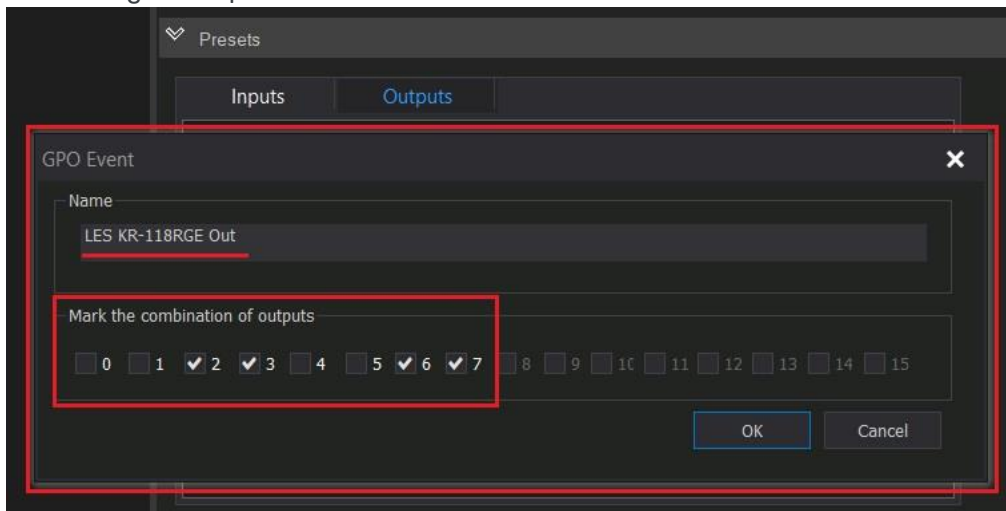 Presets
Inputs Outputs
GPO Event
Name
LES KR-118RGE Out
Mark the combination of outputs
0 1 2 3 4 5 6 7 8 9 10 11 12 13 14 15
OK Cancel